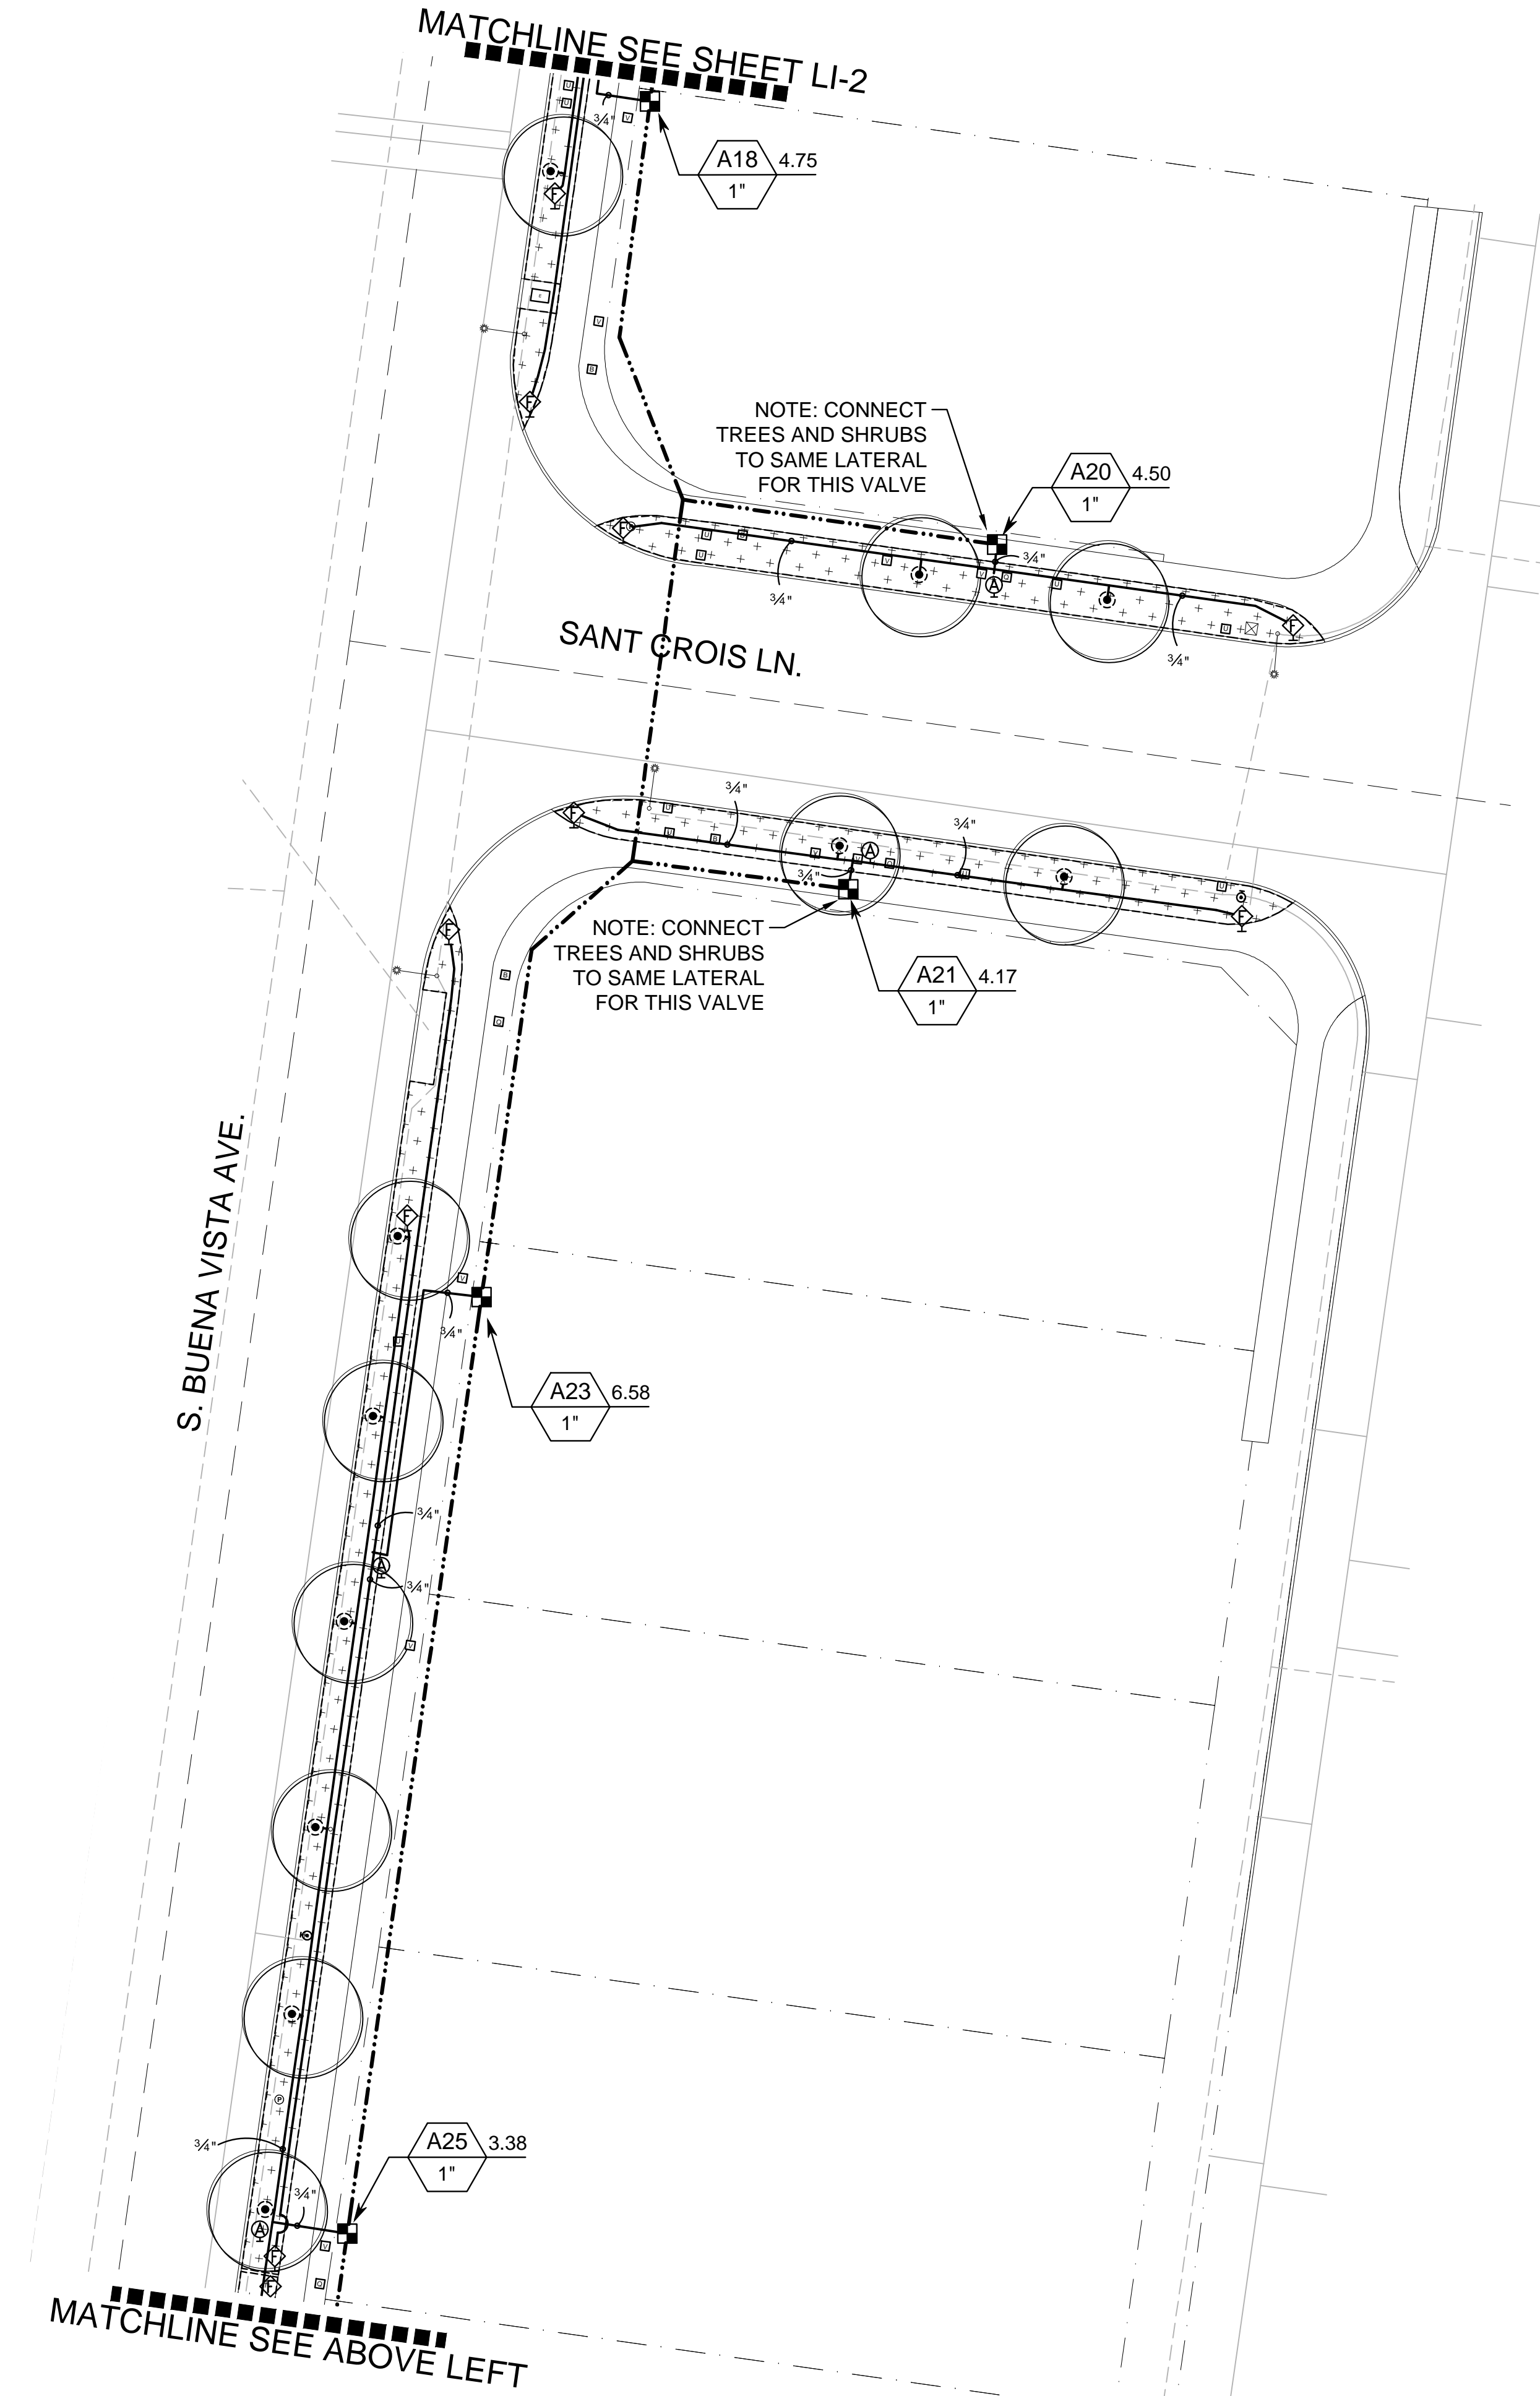 MATCHLINE SEE SHEET LI-2
3/4"
A18 4.75
1"
NOTE: CONNECT
TREES AND SHRUBS
TO SAME LATERAL
FOR THIS VALVE
A20 4.50
1"
3/4"
3/4"
3/4"
SANT CROIS LN.
3/4"
3/4"
3/4"
NOTE: CONNECT
TREES AND SHRUBS
TO SAME LATERAL
FOR THIS VALVE
A21 4.17
1"
S. BUENA VISTA AVE.
3/4"
A23 6.58
1"
3/4"
3/4"
A25 3.38
1"
3/4"
3/4"
MATCHLINE SEE ABOVE LEFT